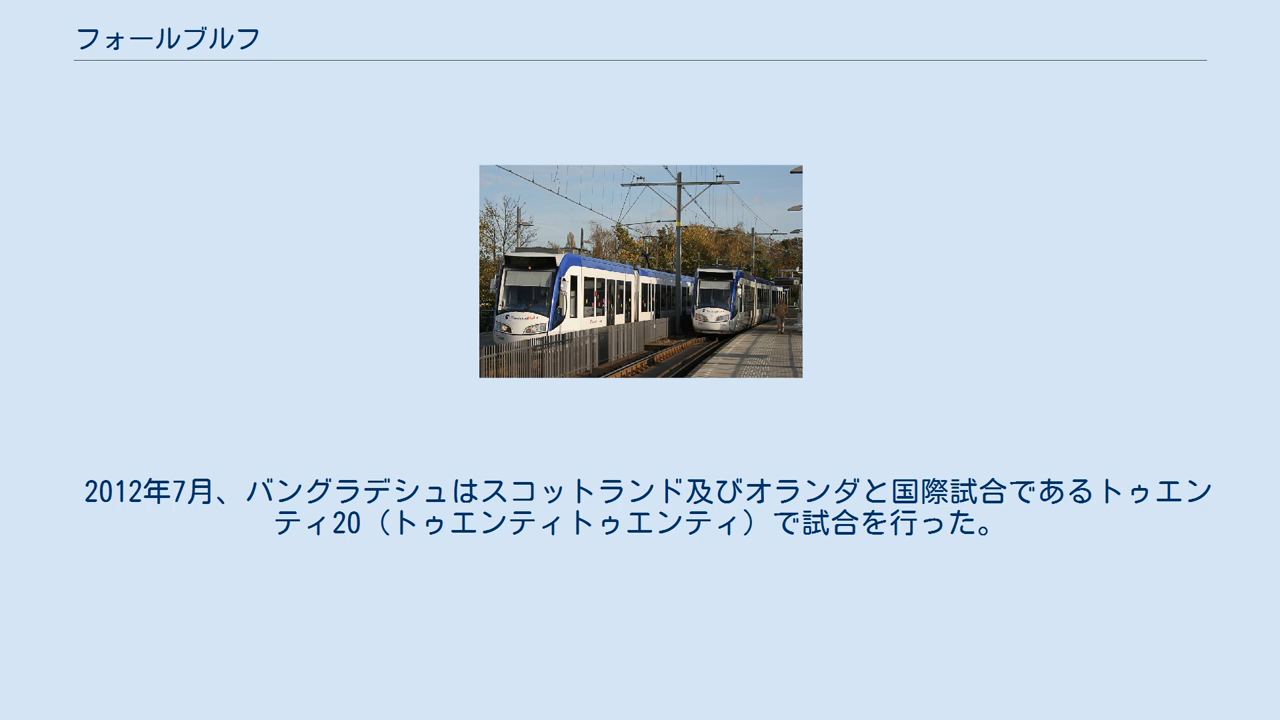 フォールブルフ
2012年7月、バングラデシュはスコットランド及びオランダと国際試合であるトゥエン
ティ20（トゥエンティトゥエンティ）で試合を行った。